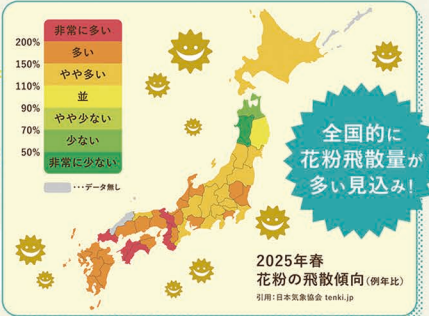 非常に多い
200%
多い
150%
やや多い
110%
並
90%
やや少ない
70%
少ない
50%
非常に少ない
・・・データ無し
全国的に
花粉飛散量が
多い見込み!
2025年春
花粉の飛散傾向(例年比)
引用:日本気象協会 tenki.jp